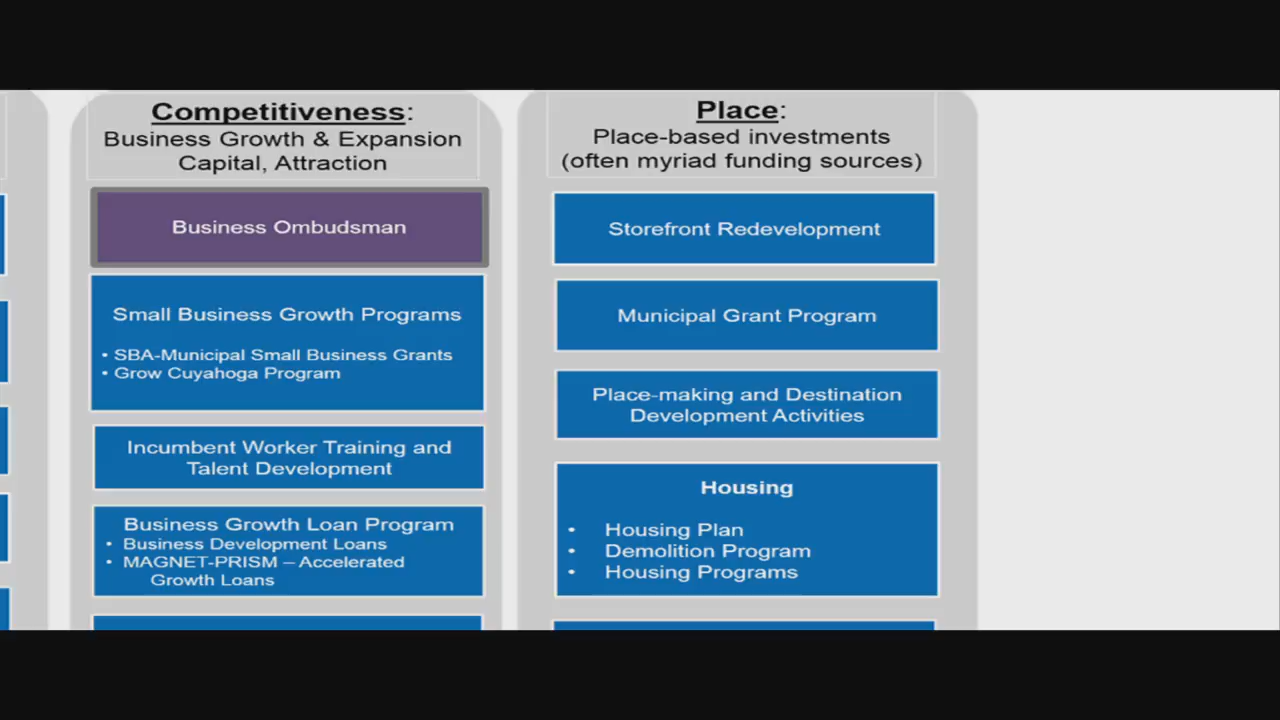 Competitiveness:
Business Growth & Expansion
Capital, Attraction
Business Ombudsman
Small Business Growth Programs
• SBA-Municipal Small Business Grants
• Grow Cuyahoga Program
Incumbent Worker Training and
Talent Development
Business Growth Loan Program
• Business Development Loans
• MAGNET-PRISM – Accelerated
Growth Loans
Place:
Place-based investments
(often myriad funding sources)
Storefront Redevelopment
Municipal Grant Program
Place-making and Destination
Development Activities
Housing
• Housing Plan
• Demolition Program
• Housing Programs